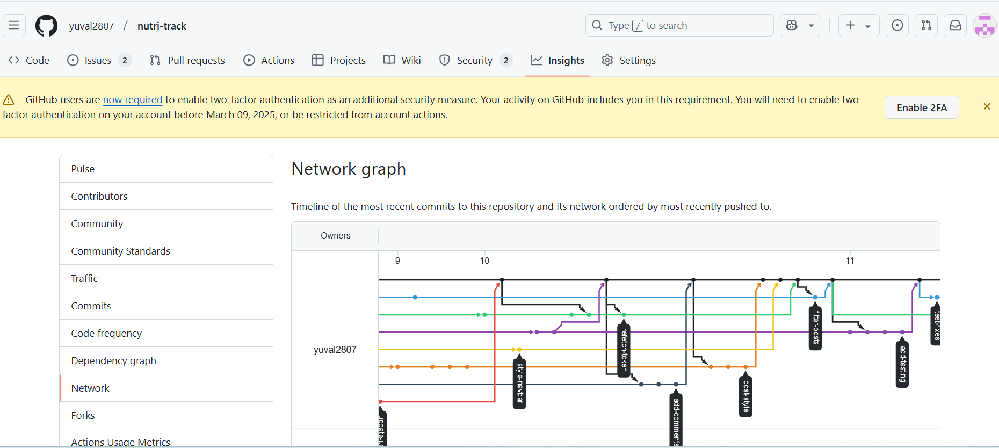 yuval2807 / nutri-track
Type / to search
Code
Issues 2
Pull requests
Actions
Projects
Wiki
Security 2
Insights
Settings
GitHub users are now required to enable two-factor authentication as an additional security measure. Your activity on GitHub includes you in this requirement. You will need to enable two-
factor authentication on your account before March 09, 2025, or be restricted from account actions.
Enable 2FA
Pulse
Contributors
Community
Community Standards
Traffic
Commits
Code frequency
Dependency graph
Network
Forks
Actions Usage Metrics
Network graph
Timeline of the most recent commits to this repository and its network ordered by most recently pushed to.
Owners
9 10 11
yuval2807
style-navbar
refetch-token
add-comments
post-style
filter-posts
add-testing
test-fixes